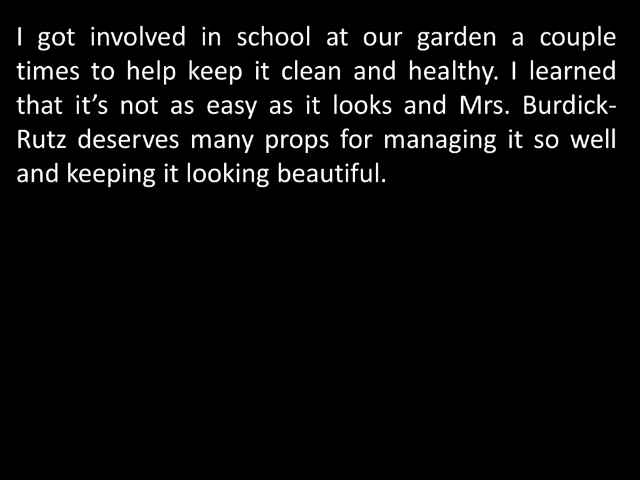 I got involved in school at our garden a couple
times to help keep it clean and healthy. I learned
that it’s not as easy as it looks and Mrs. Burdick-
Rutz deserves many props for managing it so well
and keeping it looking beautiful.